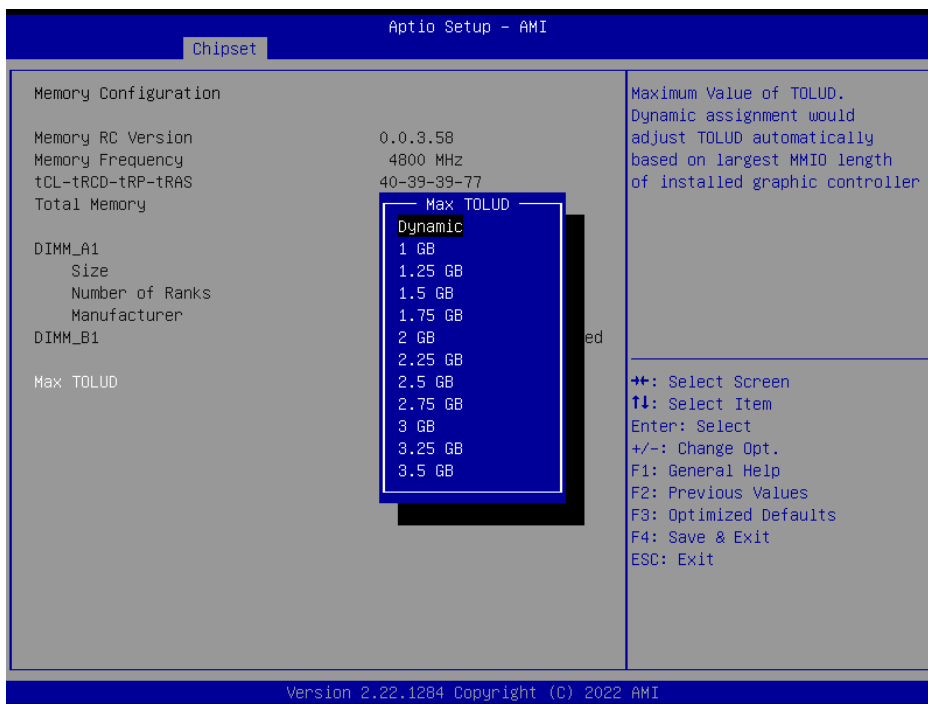 Aptio Setup – AMI
Chipset
Memory Configuration
Memory RC Version 0.0.3.58
Memory Frequency 4800 MHz
tCL-tRCD-tRP-tRAS 40-39-39-77
Total Memory
DIMM_A1
Size
Number of Ranks
Manufacturer
DIMM_B1 ed
Max TOLUD
Max TOLUD
Dynamic
1 GB
1.25 GB
1.5 GB
1.75 GB
2 GB
2.25 GB
2.5 GB
2.75 GB
3 GB
3.25 GB
3.5 GB
Maximum Value of TOLUD.
Dynamic assignment would
adjust TOLUD automatically
based on largest MMIO length
of installed graphic controller
→←: Select Screen
↑↓: Select Item
Enter: Select
+/-: Change Opt.
F1: General Help
F2: Previous Values
F3: Optimized Defaults
F4: Save & Exit
ESC: Exit
Version 2.22.1284 Copyright (C) 2022 AMI